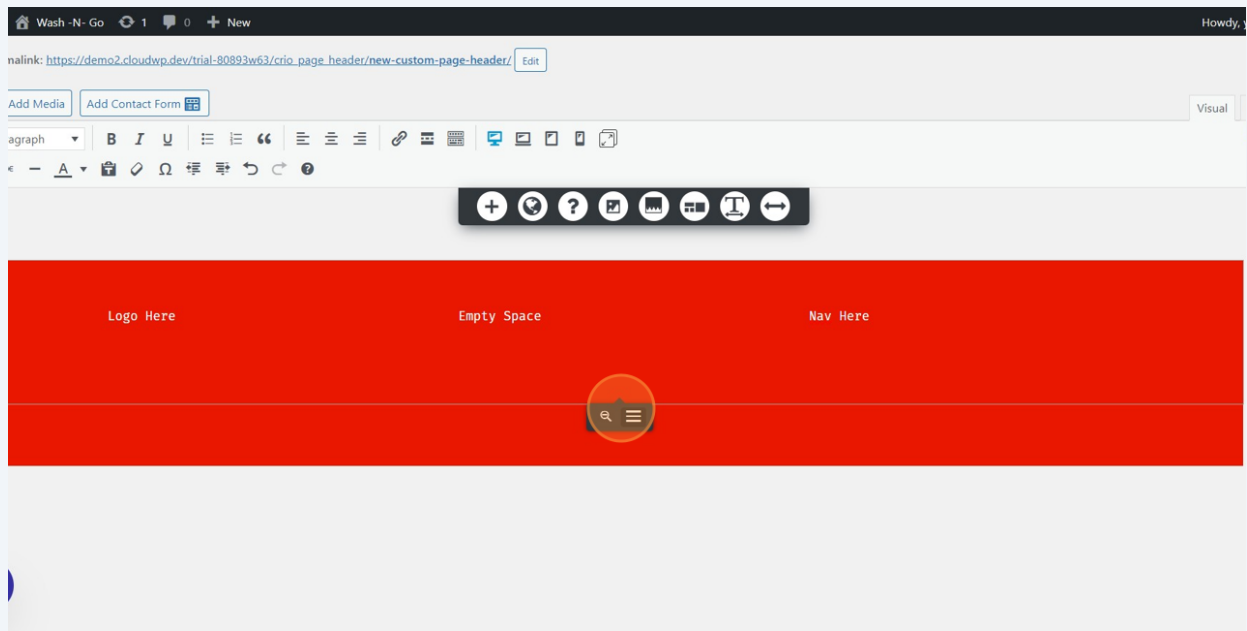 Wash -N- Go 1 0 New Howdy, y
nalink: https://demo2.cloudwp.dev/trial-80893w63/crio_page_header/new-custom-page-header/ Edit
Add Media Add Contact Form Visual
agraph B I U
A Ω
Logo Here Empty Space Nav Here